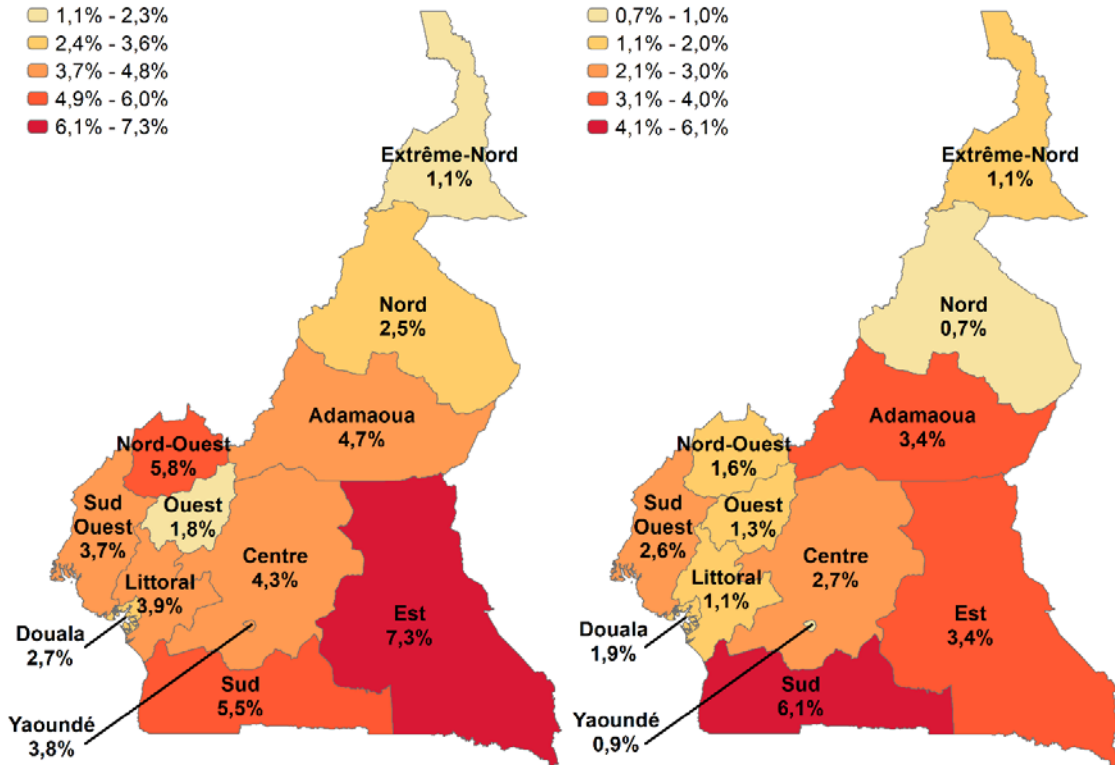 1,1% - 2,3%
2,4% - 3,6%
3,7% - 4,8%
4,9% - 6,0%
6,1% - 7,3%
Extrême-Nord
1,1%
Nord
2,5%
Adamaoua
4,7%
Nord-Ouest
5,8%
Sud
Ouest
3,7%
Ouest
1,8%
Centre
4,3%
Littoral
3,9%
Est
7,3%
Douala
2,7%
Sud
5,5%
Yaoundé
3,8%
0,7% - 1,0%
1,1% - 2,0%
2,1% - 3,0%
3,1% - 4,0%
4,1% - 6,1%
Extrême-Nord
1,1%
Nord
0,7%
Adamaoua
3,4%
Nord-Ouest
1,6%
Sud
Ouest
2,6%
Ouest
1,3%
Centre
2,7%
Littoral
1,1%
Est
3,4%
Douala
1,9%
Sud
6,1%
Yaoundé
0,9%